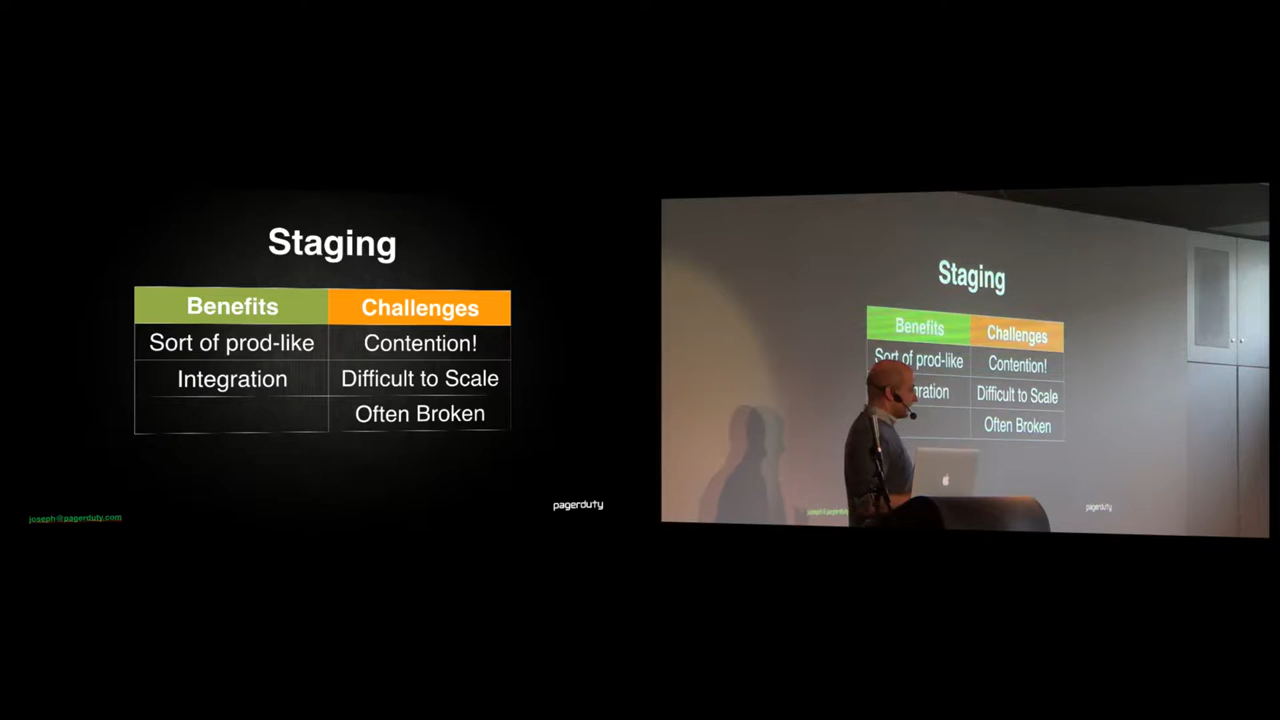 Staging
Benefits Challenges
Sort of prod-like Contention!
Integration Difficult to Scale
Often Broken
joseph@pagerduty.com
pagerduty
Staging
Benefits Challenges
Sort of prod-like Contention!
gration Difficult to Scale
Often Broken
pagerduty